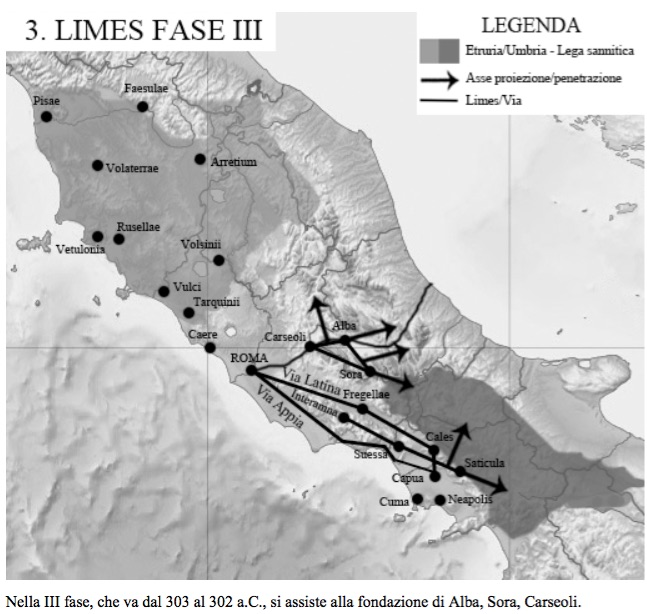 3. LIMES FASE III
LEGENDA
Etruria/Umbria - Lega sannitica
Asse proiezione/penetrazione
Limes/Via
Pisae
Faesulae
Volaterrae
Arretium
Vetulonia
Rusellae
Volsinii
Vulci
Tarquinii
Caere
Carseoli
Alba
ROMA
Sora
Via Latina
Fregellae
Interamna
Via Appia
Suessa
Cales
Saticula
Capua
Cuma
Neapolis
Nella III fase, che va dal 303 al 302 a.C., si assiste alla fondazione di Alba, Sora, Carseoli.